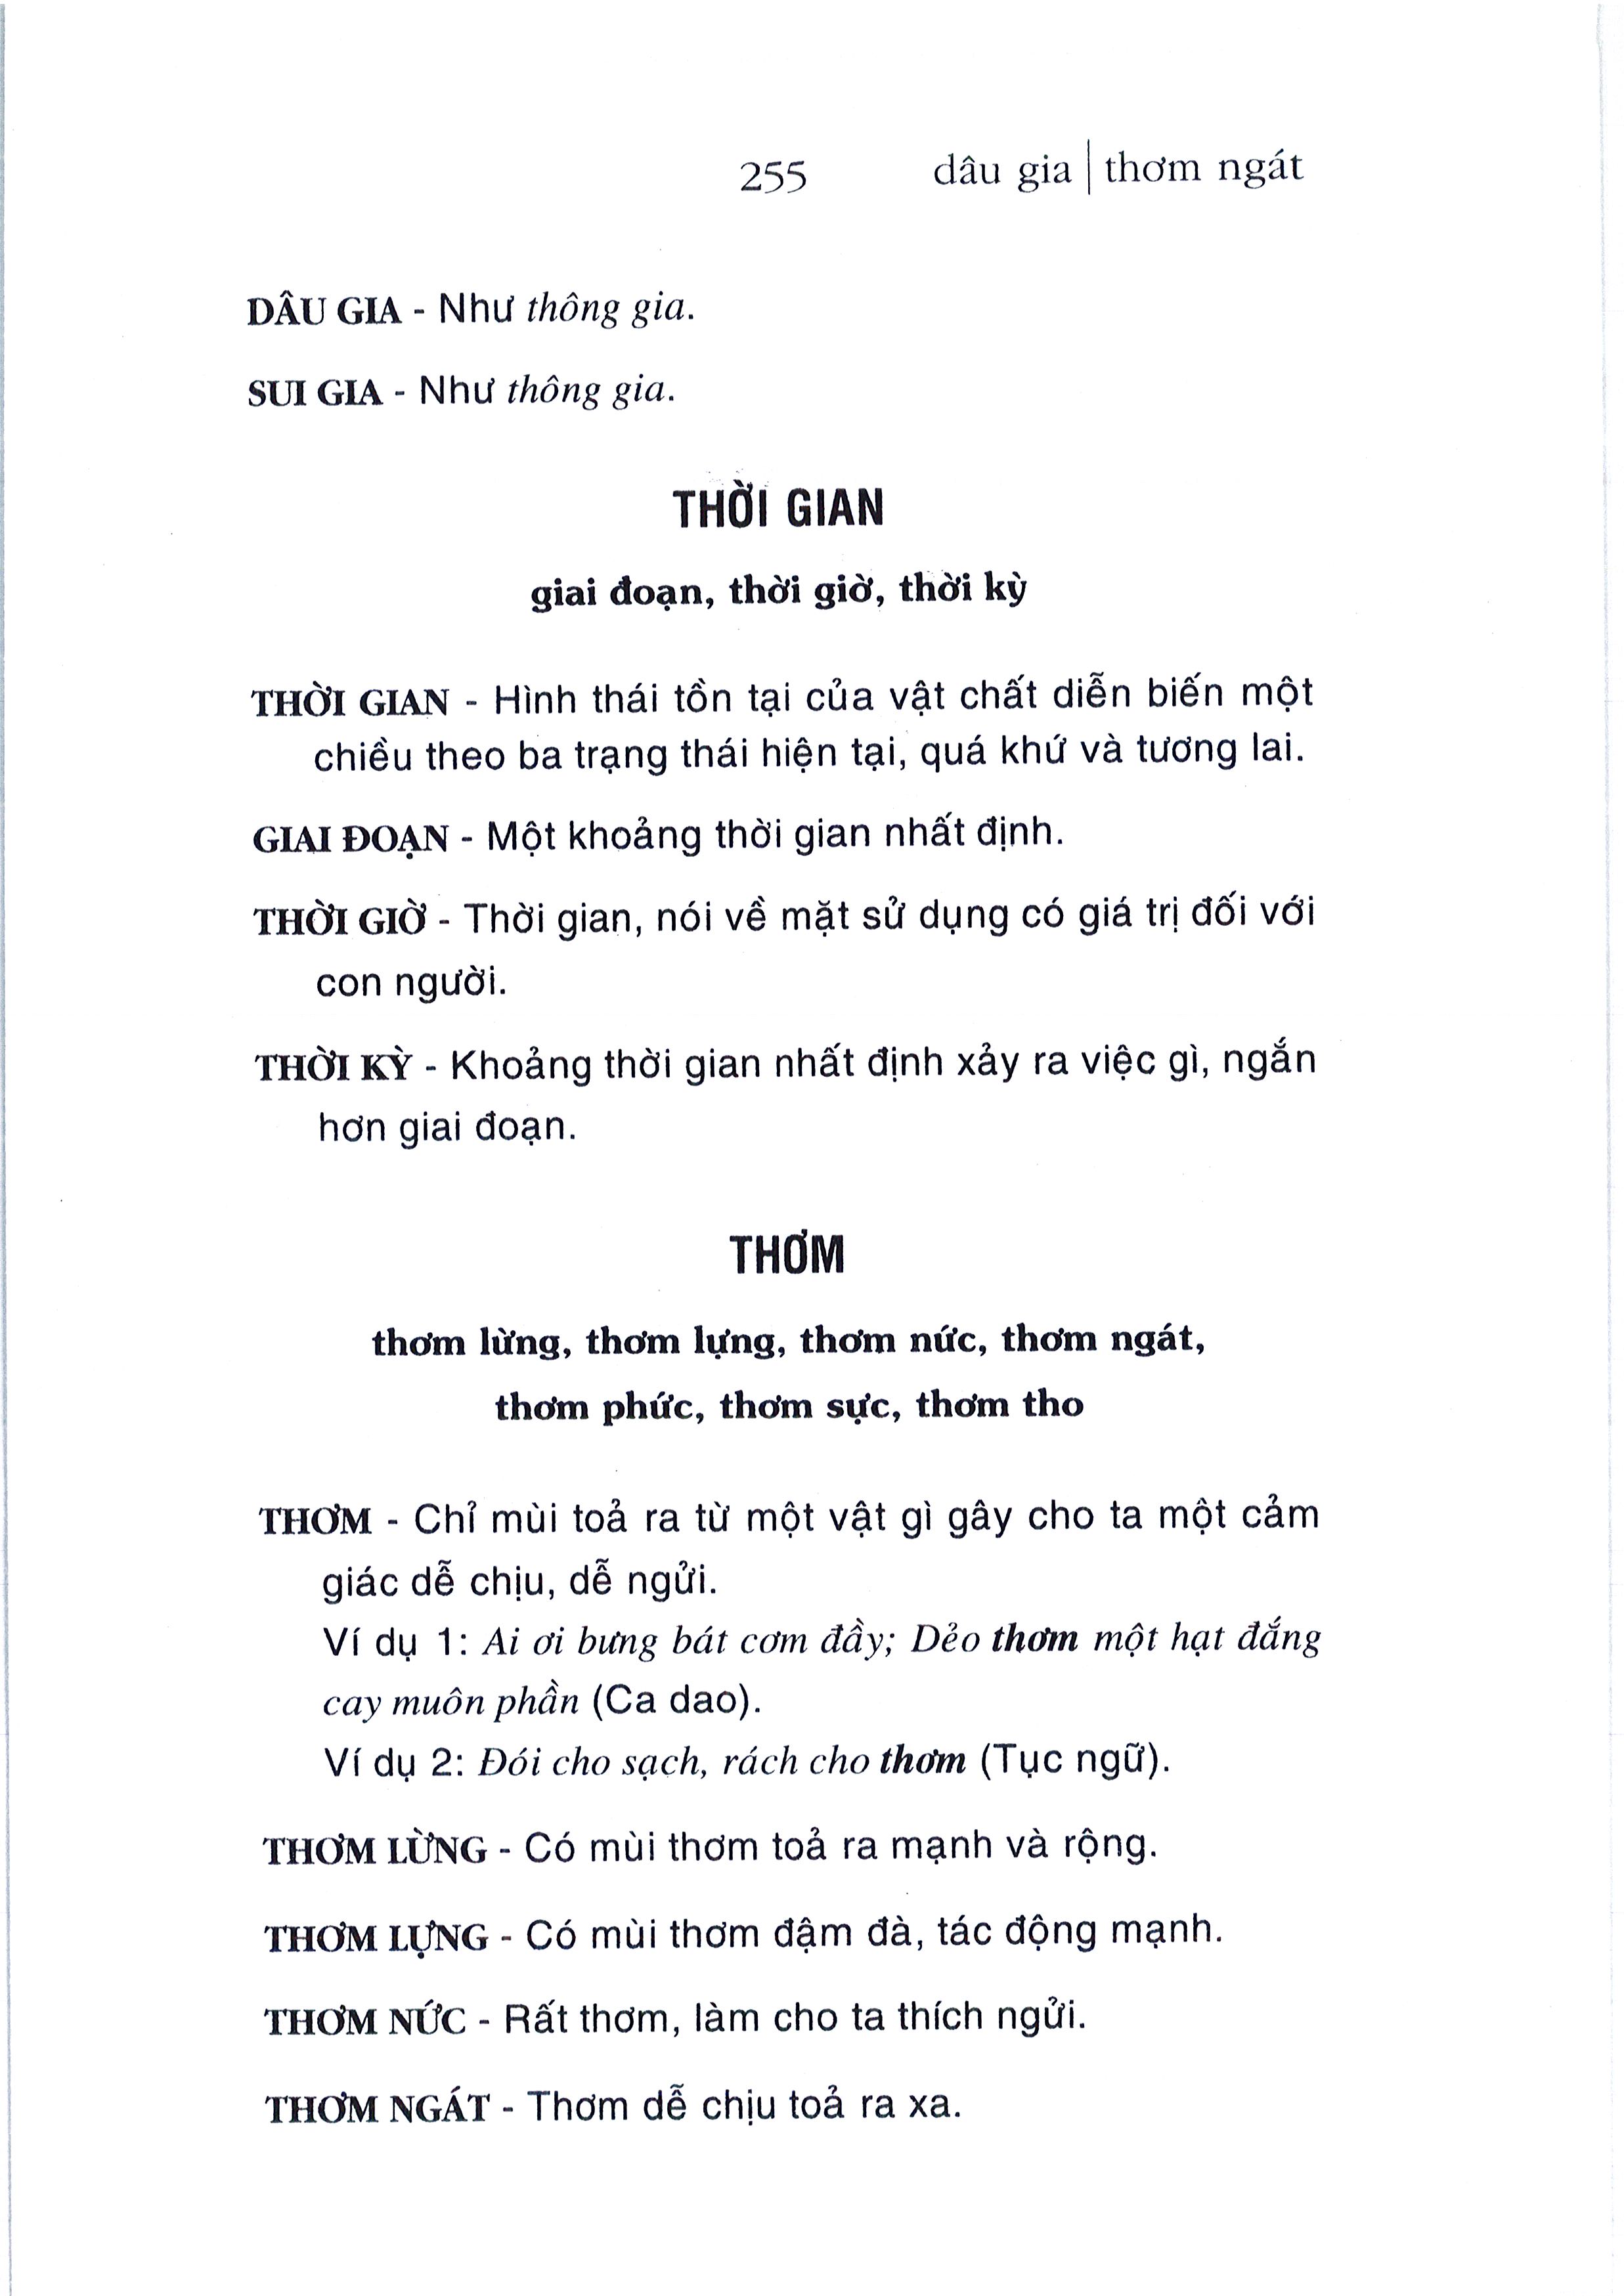 255 dâu gia | thơm ngát
DÂU GIA - Như thông gia.
SUI GIA - Như thông gia.
THỜI GIAN
giai đoạn, thời giờ, thời kỳ
THỜI GIAN - Hình thái tồn tại của vật chất diễn biến một
chiều theo ba trạng thái hiện tại, quá khứ và tương lai.
GIAI ĐOẠN - Một khoảng thời gian nhất định.
THỜI GIỜ - Thời gian, nói về mặt sử dụng có giá trị đối với
con người.
THỜI KỲ - Khoảng thời gian nhất định xảy ra việc gì, ngắn
hơn giai đoạn.
THƠM
thơm lừng, thơm lựng, thơm nức, thơm ngát,
thơm phức, thơm sực, thơm tho
THƠM - Chỉ mùi toả ra từ một vật gì gây cho ta một cảm
giác dễ chịu, dễ ngửi.
Ví dụ 1: Ai ơi bưng bát cơm đầy; Dẻo thơm một hạt đắng
cay muôn phần (Ca dao).
Ví dụ 2: Đói cho sạch, rách cho thơm (Tục ngữ).
THƠM LỪNG - Có mùi thơm toả ra mạnh và rộng.
THƠM LỰNG - Có mùi thơm đậm đà, tác động mạnh.
THƠM NỨC - Rất thơm, làm cho ta thích ngửi.
THƠM NGÁT - Thơm dễ chịu toả ra xa.